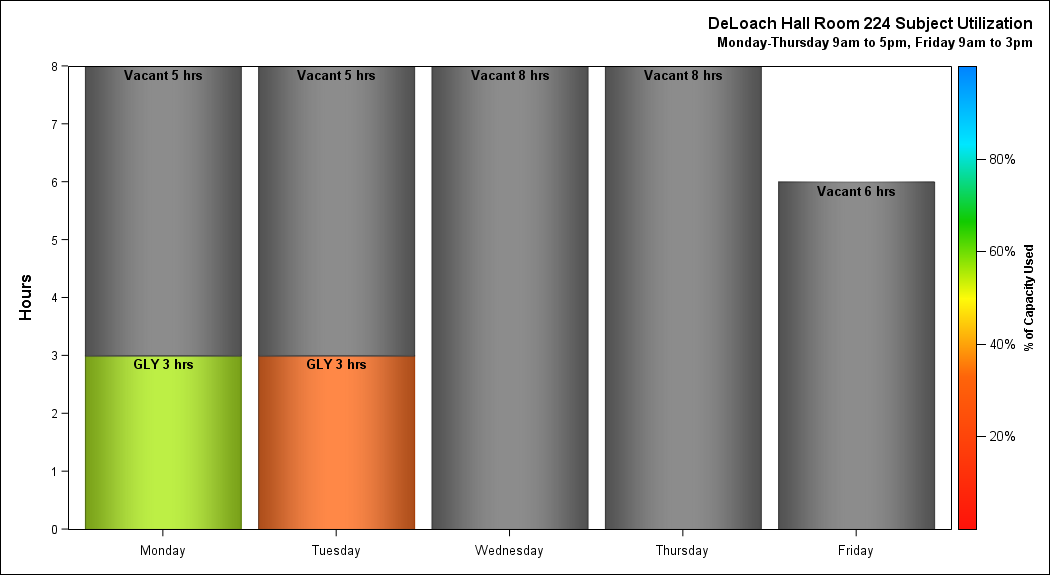 DeLoach Hall Room 224 Subject Utilization
Monday-Thursday 9am to 5pm, Friday 9am to 3pm
Hours
8
7
6
5
4
3
2
1
0
Vacant 5 hrs
Vacant 5 hrs
Vacant 8 hrs
Vacant 8 hrs
Vacant 6 hrs
GLY 3 hrs
GLY 3 hrs
Monday
Tuesday
Wednesday
Thursday
Friday
80%
60%
40%
20%
% of Capacity Used